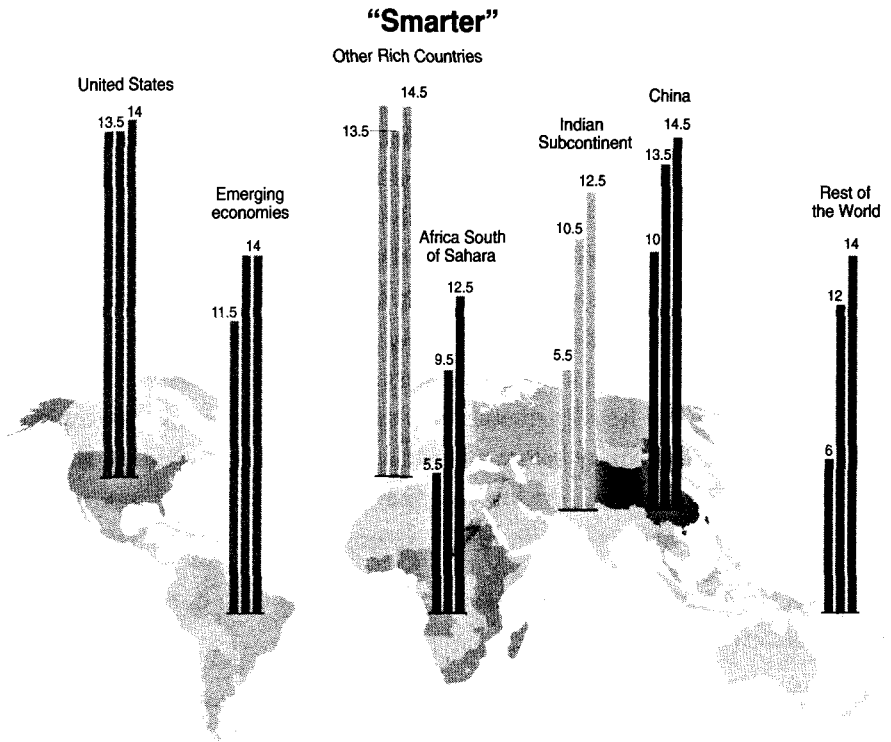 “Smarter”
Other Rich Countries
14.5
13.5
United States
13.5
14
Emerging
economies
11.5
14
Africa South
of Sahara
5.5
9.5
12.5
Indian
Subcontinent
5.5
10.5
12.5
China
10
13.5
14.5
Rest of
the World
6
12
14